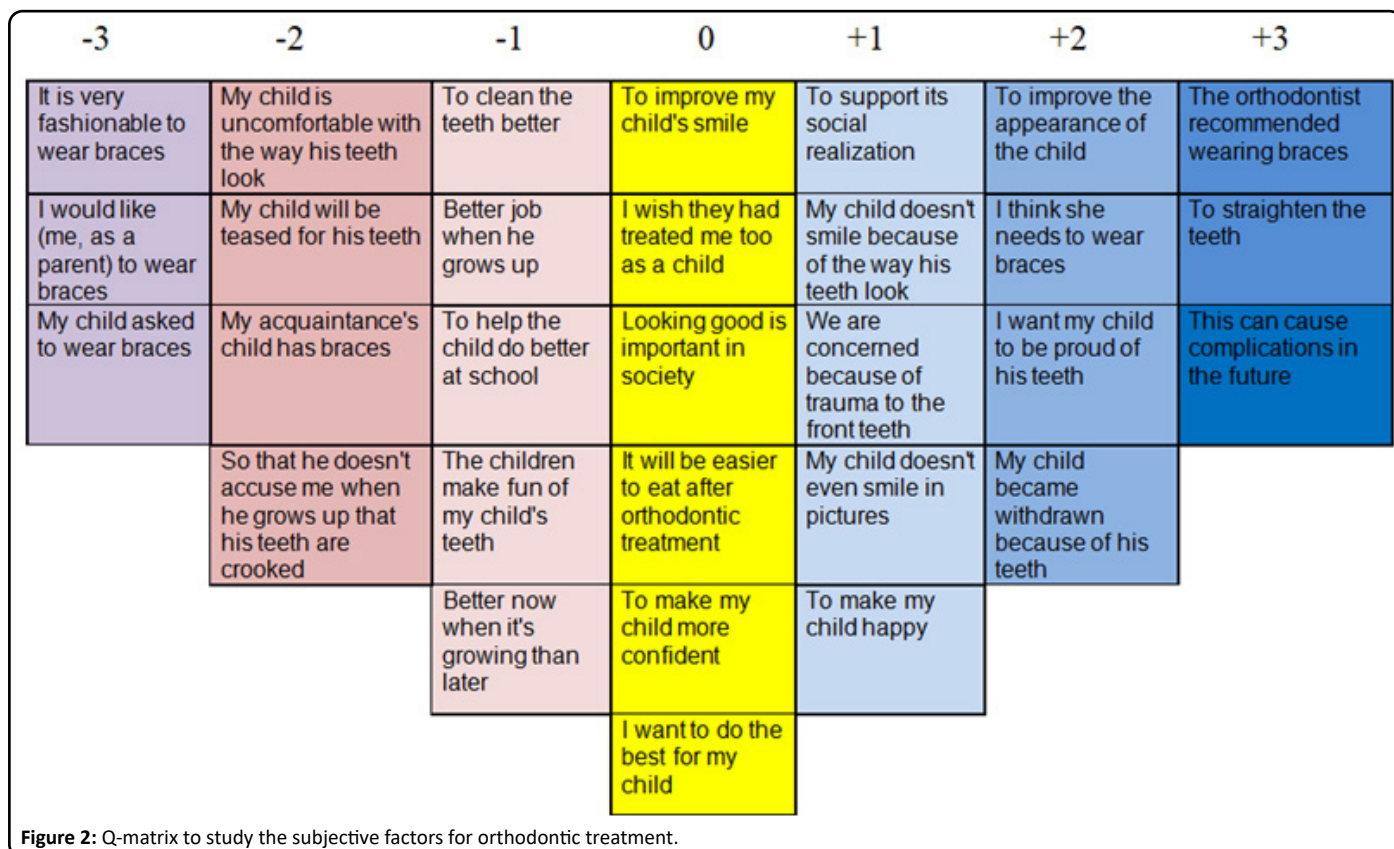 -3 -2 -1 0 +1 +2 +3
It is very
fashionable to
wear braces
My child is
uncomfortable with
the way his teeth
look
To clean the
teeth better
To improve my
child's smile
To support its
social
realization
To improve the
appearance of
the child
The orthodontist
recommended
wearing braces
I would like
(me, as a
parent) to wear
braces
My child will be
teased for his teeth
Better job
when he
grows up
I wish they had
treated me too
as a child
My child doesn't
smile because
of the way his
teeth look
I think she
needs to wear
braces
To straighten the
teeth
My child asked
to wear braces
My acquaintance's
child has braces
To help the
child do better
at school
Looking good is
important in
society
We are
concerned
because of
trauma to the
front teeth
I want my child
to be proud of
his teeth
This can cause
complications in
the future
So that he doesn't
accuse me when
he grows up that
his teeth are
crooked
The children
make fun of
my child's
teeth
It will be easier
to eat after
orthodontic
treatment
My child doesn't
even smile in
pictures
My child
became
withdrawn
because of his
teeth
Better now
when it's
growing than
later
To make my
child more
confident
To make my
child happy
I want to do the
best for my
child
Figure 2: Q-matrix to study the subjective factors for orthodontic treatment.